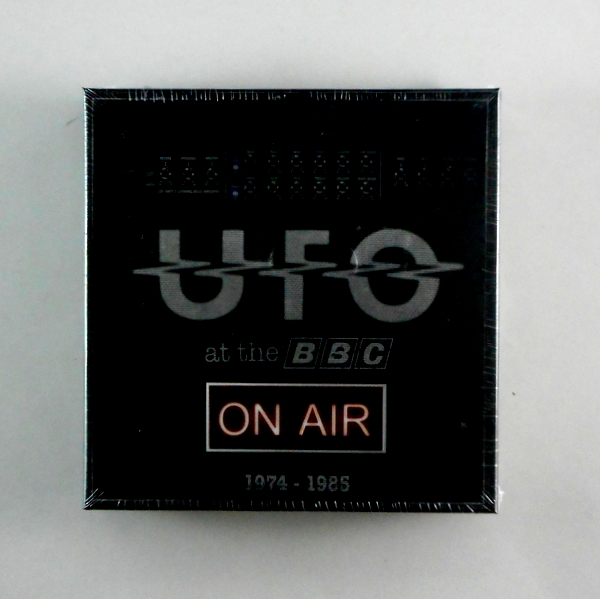 UFO
at the BBC
ON AIR
1974 - 1985